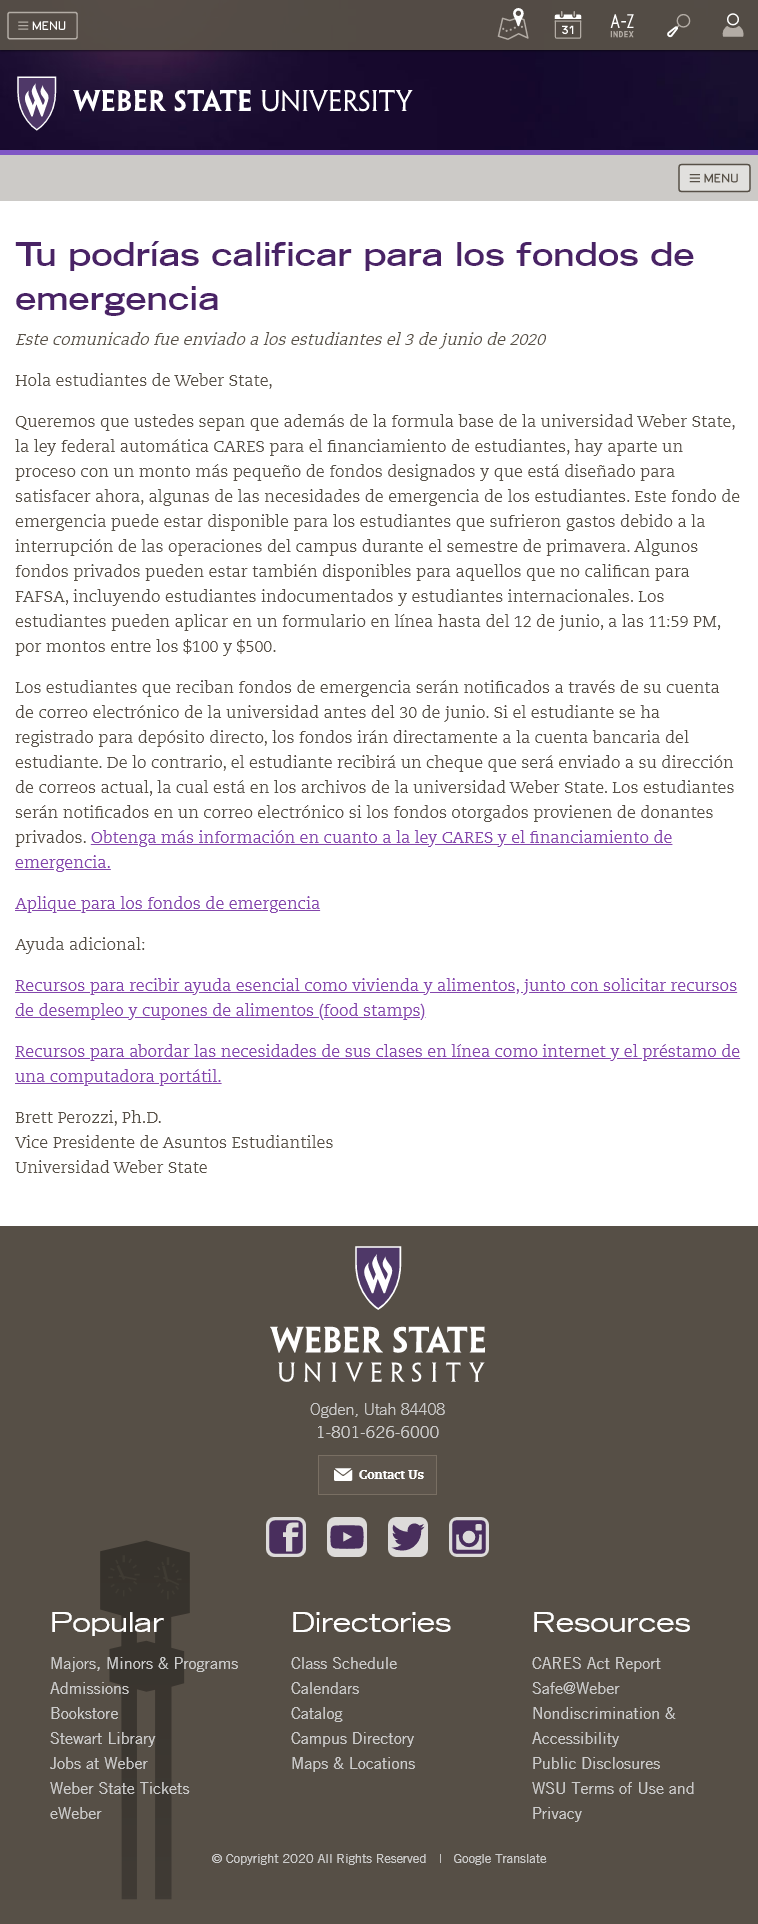 MENU
31
A-Z
INDEX
WEBER STATE UNIVERSITY
MENU
Tu podrías calificar para los fondos de
emergencia
Este comunicado fue enviado a los estudiantes el 3 de junio de 2020
Hola estudiantes de Weber State,
Queremos que ustedes sepan que además de la formula base de la universidad Weber State,
la ley federal automática CARES para el financiamiento de estudiantes, hay aparte un
proceso con un monto más pequeño de fondos designados y que está diseñado para
satisfacer ahora, algunas de las necesidades de emergencia de los estudiantes. Este fondo de
emergencia puede estar disponible para los estudiantes que sufrieron gastos debido a la
interrupción de las operaciones del campus durante el semestre de primavera. Algunos
fondos privados pueden estar también disponibles para aquellos que no califican para
FAFSA, incluyendo estudiantes indocumentados y estudiantes internacionales. Los
estudiantes pueden aplicar en un formulario en línea hasta del 12 de junio, a las 11:59 PM,
por montos entre los $100 y $500.
Los estudiantes que reciban fondos de emergencia serán notificados a través de su cuenta
de correo electrónico de la universidad antes del 30 de junio. Si el estudiante se ha
registrado para depósito directo, los fondos irán directamente a la cuenta bancaria del
estudiante. De lo contrario, el estudiante recibirá un cheque que será enviado a su dirección
de correos actual, la cual está en los archivos de la universidad Weber State. Los estudiantes
serán notificados en un correo electrónico si los fondos otorgados provienen de donantes
privados. Obtenga más información en cuanto a la ley CARES y el financiamiento de
emergencia.
Aplique para los fondos de emergencia
Ayuda adicional:
Recursos para recibir ayuda esencial como vivienda y alimentos, junto con solicitar recursos
de desempleo y cupones de alimentos (food stamps)
Recursos para abordar las necesidades de sus clases en línea como internet y el préstamo de
una computadora portátil.
Brett Perozzi, Ph.D.
Vice Presidente de Asuntos Estudiantiles
Universidad Weber State
WEBER STATE
UNIVERSITY
Ogden, Utah 84408
1-801-626-6000
Contact Us
Popular
Majors, Minors & Programs
Admissions
Bookstore
Stewart Library
Jobs at Weber
Weber State Tickets
eWeber
Directories
Class Schedule
Calendars
Catalog
Campus Directory
Maps & Locations
Resources
CARES Act Report
Safe@Weber
Nondiscrimination &
Accessibility
Public Disclosures
WSU Terms of Use and
Privacy
© Copyright 2020 All Rights Reserved | Google Translate